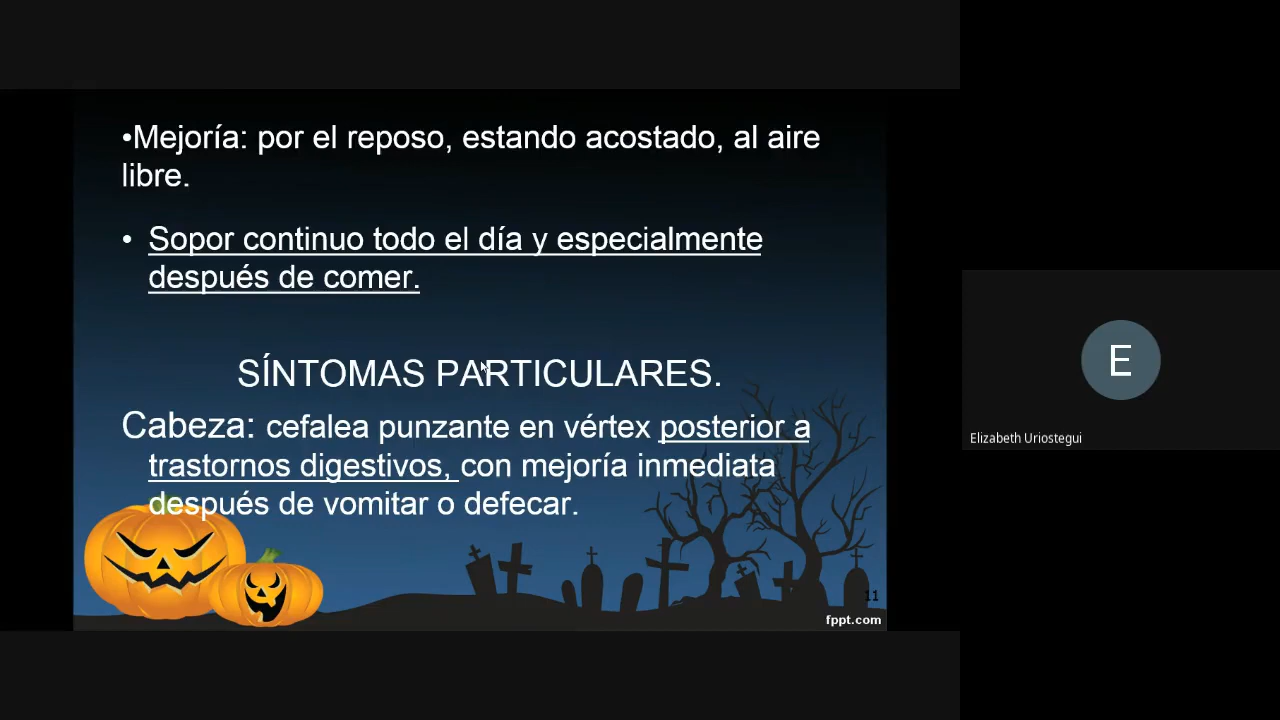 •Mejoría: por el reposo, estando acostado, al aire
libre.
• Sopor continuo todo el día y especialmente
después de comer.
SÍNTOMAS PARTICULARES.
Cabeza: cefalea punzante en vértex posterior a
trastornos digestivos, con mejoría inmediata
después de vomitar o defecar.
11
fppt.com
E
Elizabeth Uriostegui